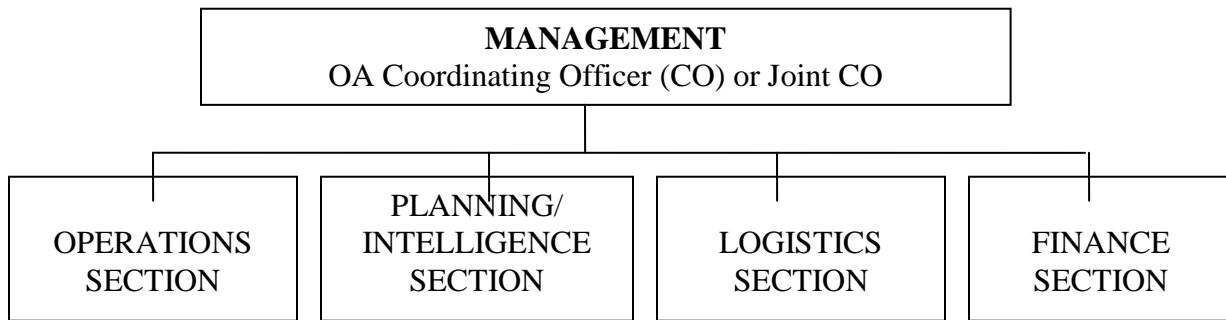 MANAGEMENT
OA Coordinating Officer (CO) or Joint CO
OPERATIONS
SECTION
PLANNING/
INTELLIGENCE
SECTION
LOGISTICS
SECTION
FINANCE
SECTION